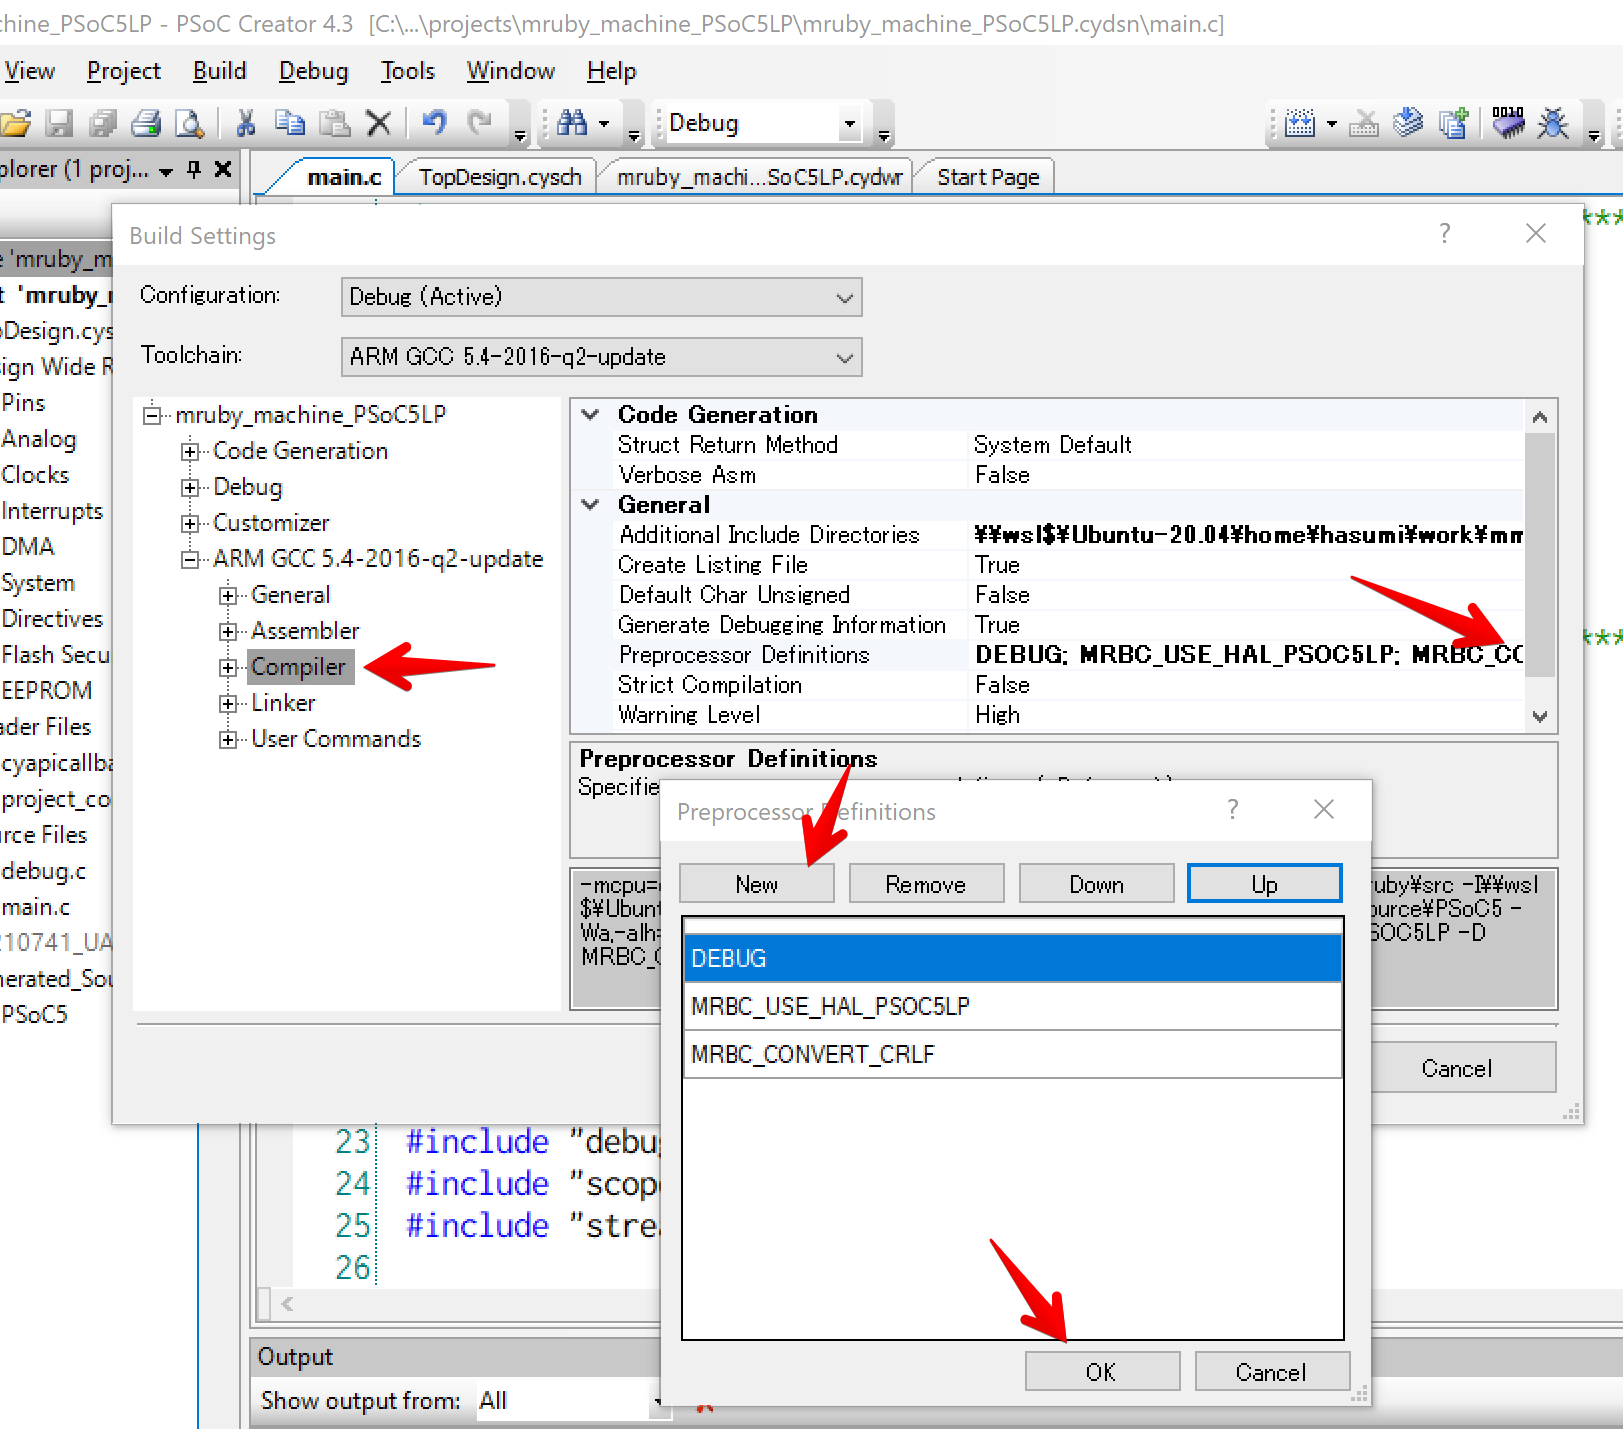 hine_PSoC5LP - PSoC Creator 4.3 [C:\...\projects\mruby_machine_PSoC5LP\mruby_machine_PSoC5LP.cydsn\main.c]
View Project Build Debug Tools Window Help
Debug
plorer (1 proj...
main.c TopDesign.cysch mruby_machi...SoC5LP.cydwr Start Page
Build Settings
Configuration: Debug (Active)
Toolchain: ARM GCC 5.4-2016-q2-update
e 'mruby_m
t 'mruby_
pDesign.cys
ign Wide R
Pins
Analog
Clocks
Interrupts
DMA
System
Directives
Flash Secu
EEPROM
ader Files
cyapicallba
project_co
urce Files
debug.c
main.c
210741_UA
nerated_Sou
PSoC5
mruby_machine_PSoC5LP
Code Generation
Debug
Customizer
ARM GCC 5.4-2016-q2-update
General
Assembler
Compiler
Linker
User Commands
Code Generation
Struct Return Method System Default
Verbose Asm False
General
Additional Include Directories ¥¥wsl$¥Ubuntu-20.04¥home¥hasumi¥work¥mm
Create Listing File True
Default Char Unsigned False
Generate Debugging Information True
Preprocessor Definitions DEBUG; MRBC_USE_HAL_PSOC5LP; MRBC_CC
Strict Compilation False
Warning Level High
Preprocessor Definitions
Specifie
-mcpu= ruby¥src -I¥¥wsl
$¥Ubunt ource¥PSoC5 -
Wa,-alh= SOC5LP -D
MRBC_C
Cancel
Preprocessor Definitions
New Remove Down Up
DEBUG
MRBC_USE_HAL_PSOC5LP
MRBC_CONVERT_CRLF
OK Cancel
23 #include "debug
24 #include "scope
25 #include "strea
26
Output
Show output from: All